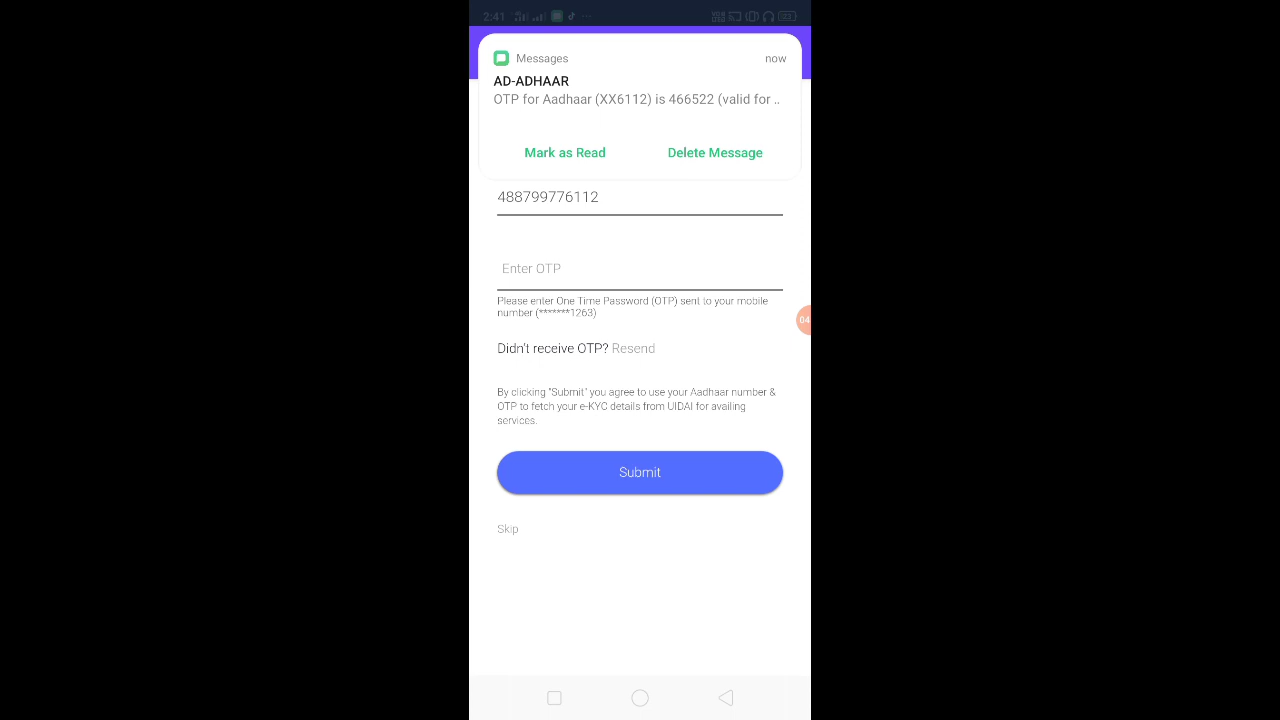 2:41
Messages now
AD-ADHAAR
OTP for Aadhaar (XX6112) is 466522 (valid for ..
Mark as Read Delete Message
488799776112
Enter OTP
Please enter One Time Password (OTP) sent to your mobile
number (*******1263)
04
Didn't receive OTP? Resend
By clicking "Submit" you agree to use your Aadhaar number &
OTP to fetch your e-KYC details from UIDAI for availing
services.
Submit
Skip